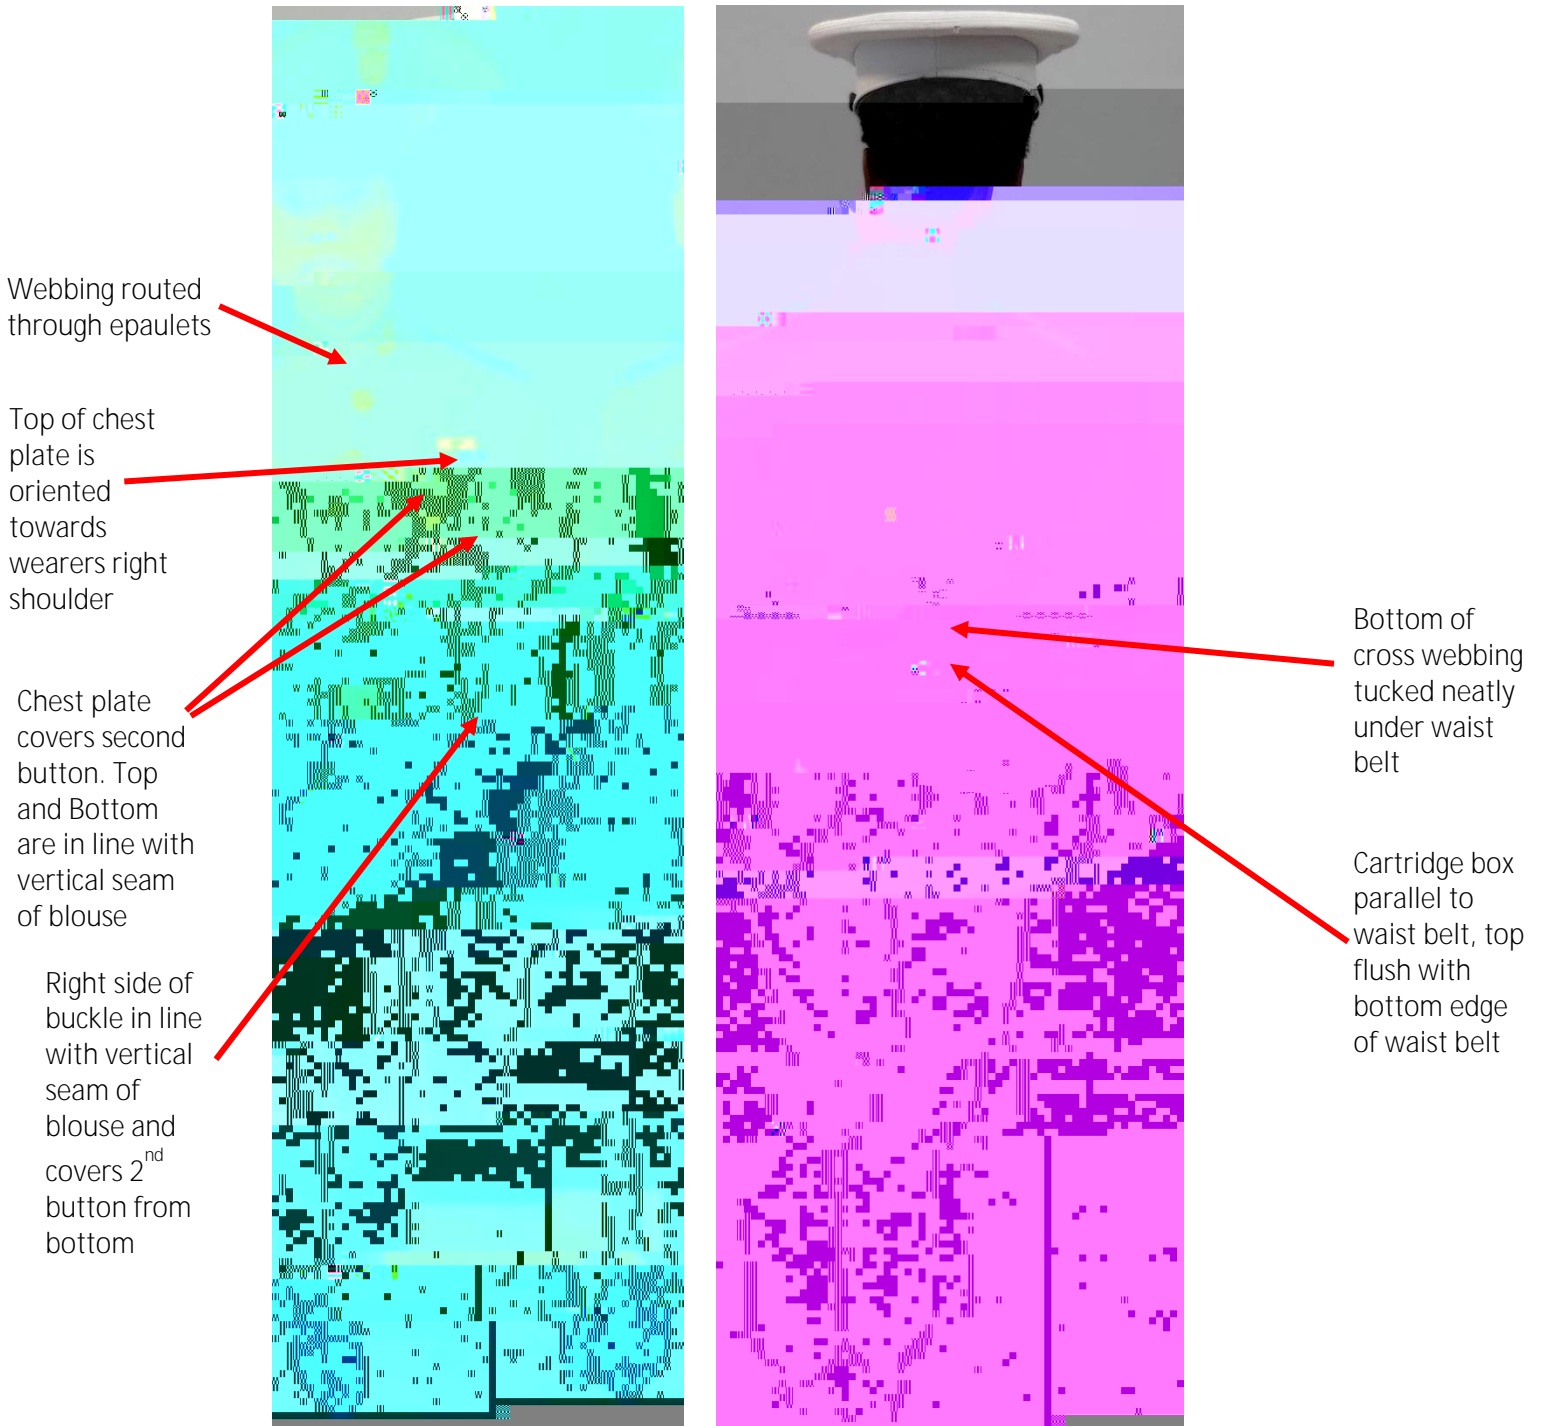 Webbing routed
through epaulets
Top of chest
plate is
oriented
towards
wearers right
shoulder
Chest plate
covers second
button. Top
and Bottom
are in line with
vertical seam
of blouse
Right side of
buckle in line
with vertical
seam of
blouse and
covers 2nd
button from
bottom
Bottom of
cross webbing
tucked neatly
under waist
belt
Cartridge box
parallel to
waist belt, top
flush with
bottom edge
of waist belt